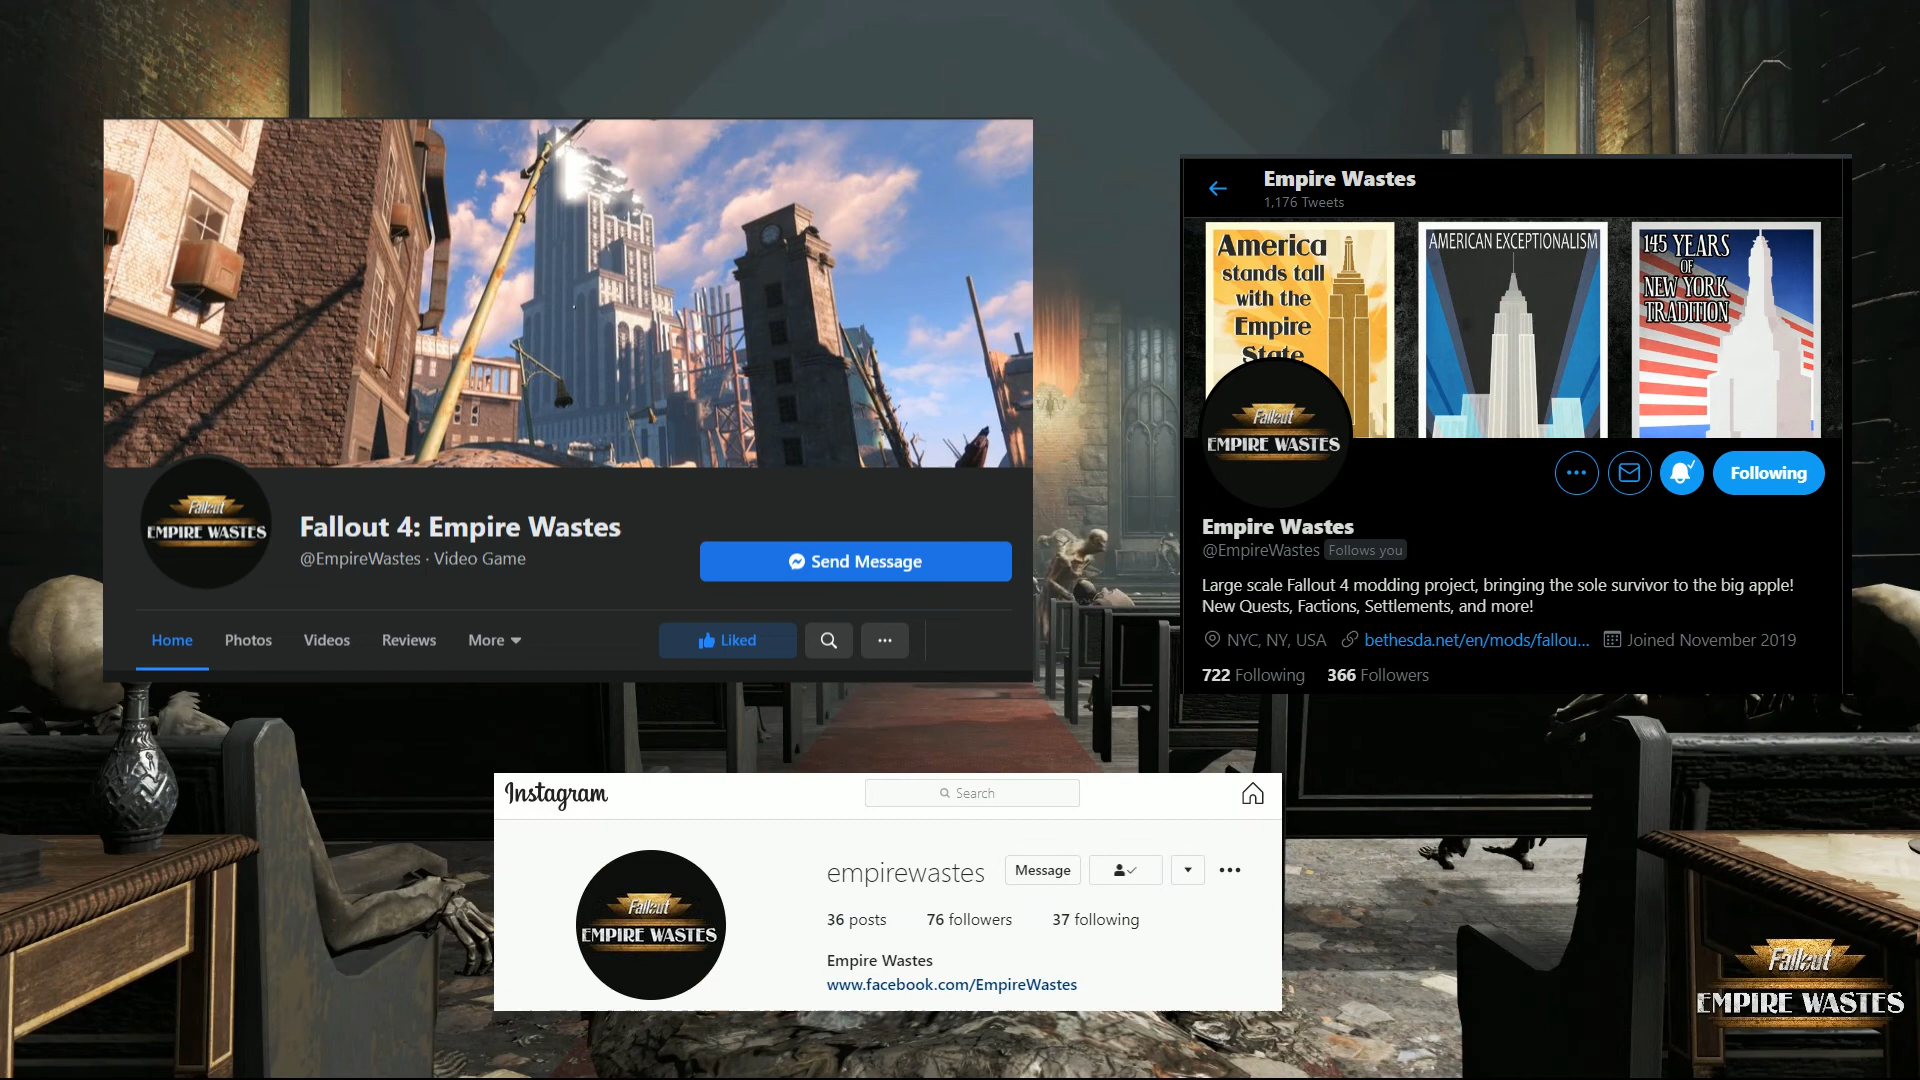 Fallout
EMPIRE WASTES
Fallout 4: Empire Wastes
@EmpireWastes · Video Game
Send Message
Home
Photos
Videos
Reviews
More
Liked
Empire Wastes
1,176 Tweets
America
stands tall
with the
Empire
State
AMERICAN EXCEPTIONALISM
145 YEARS
OF
NEW YORK
TRADITION
Fallout
EMPIRE WASTES
Following
Empire Wastes
@EmpireWastes Follows you
Large scale Fallout 4 modding project, bringing the sole survivor to the big apple!
New Quests, Factions, Settlements, and more!
NYC, NY, USA bethesda.net/en/mods/fallou... Joined November 2019
722 Following 366 Followers
Instagram
Search
Fallout
EMPIRE WASTES
empirewastes
Message
36 posts 76 followers 37 following
Empire Wastes
www.facebook.com/EmpireWastes
Fallout
EMPIRE WASTES